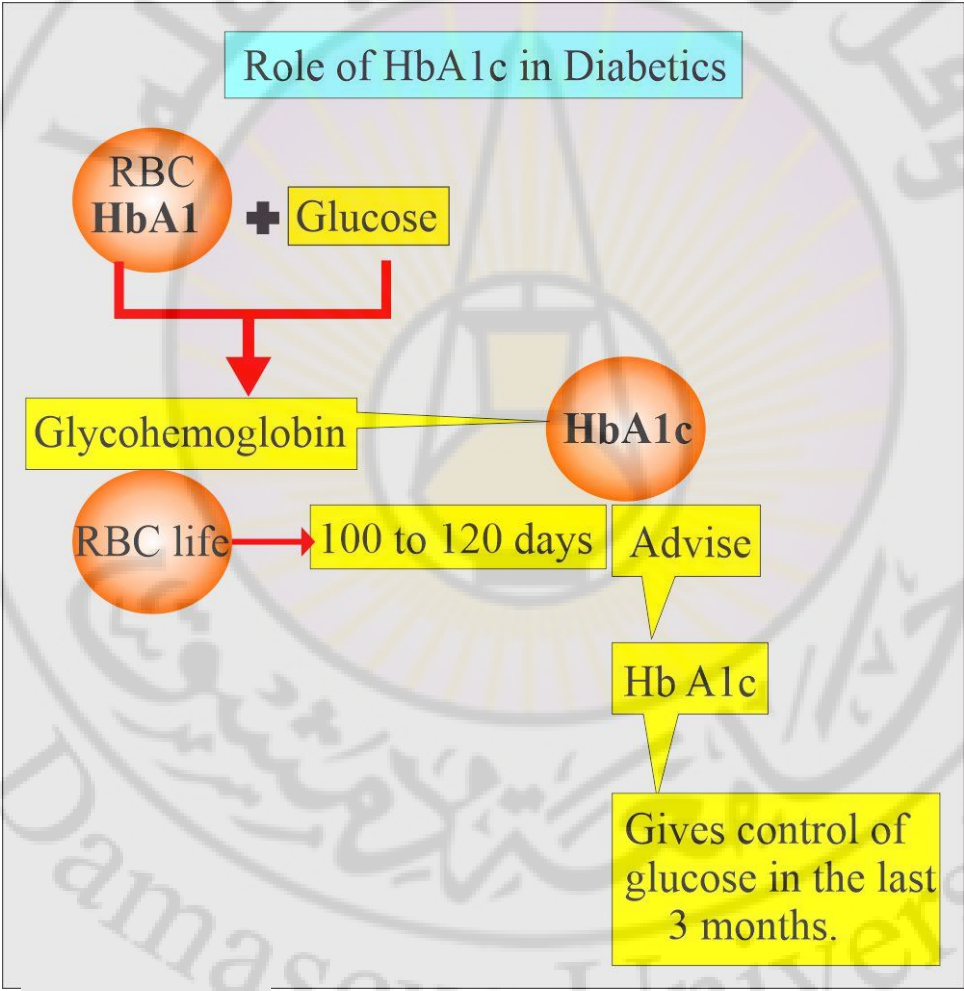 Role of HbA1c in Diabetics
RBC
HbA1
+
Glucose
Glycohemoglobin
HbA1c
RBC life
100 to 120 days
Advise
Hb A1c
Gives control of
glucose in the last
3 months.